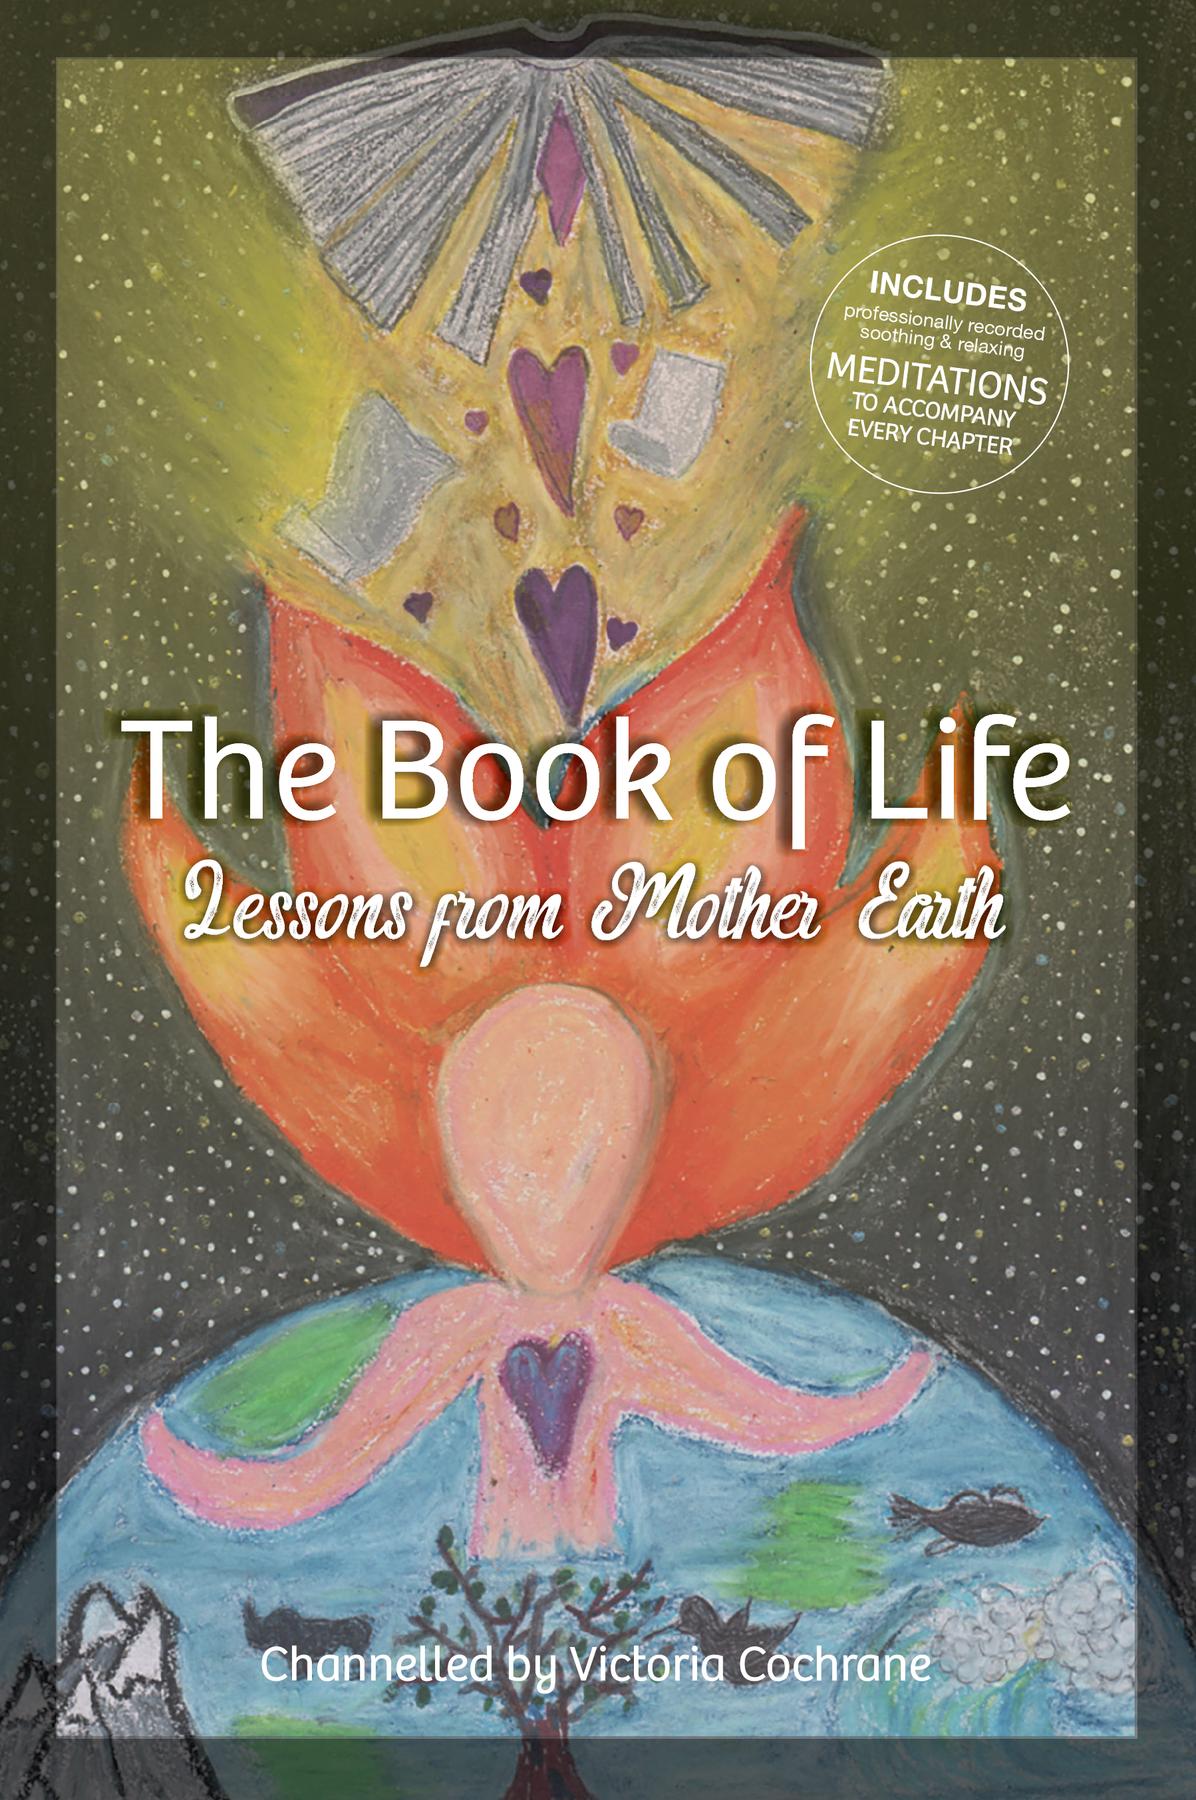 INCLUDES
professionally recorded
soothing & relaxing
MEDITATIONS
TO ACCOMPANY
EVERY CHAPTER
The Book of Life
Lessons from Mother Earth
Channelled by Victoria Cochrane